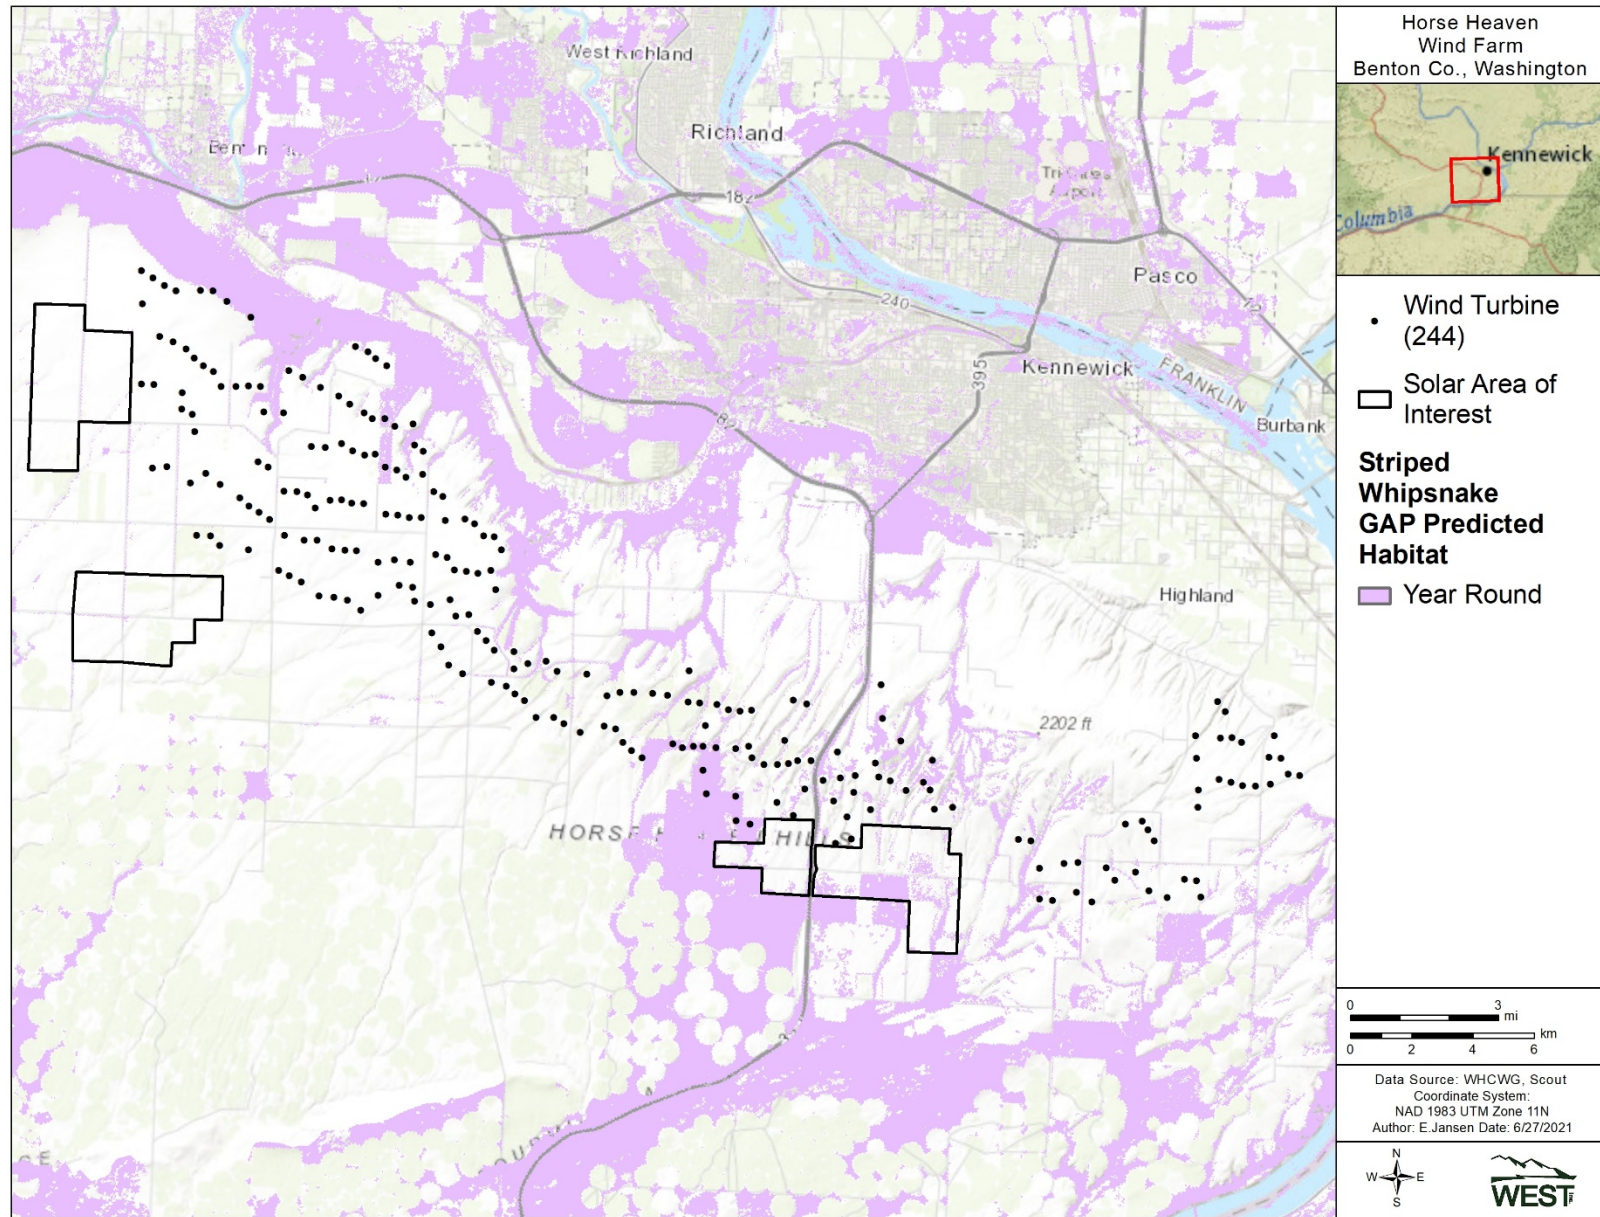 Horse Heaven
Wind Farm
Benton Co., Washington
Kennewick
Columbia
Wind Turbine
(244)
Solar Area of
Interest
Striped
Whipsnake
GAP Predicted
Habitat
Year Round
0 3
mi
km
0 2 4 6
Data Source: WHCWG, Scout
Coordinate System:
NAD 1983 UTM Zone 11N
Author: E.Jansen Date: 6/27/2021
N
W E
S
WEST
West Richland
Richland
182
Pasco
240
Kennewick
FRANKLIN
395
Burbank
82
Highland
2202 ft
HILLS